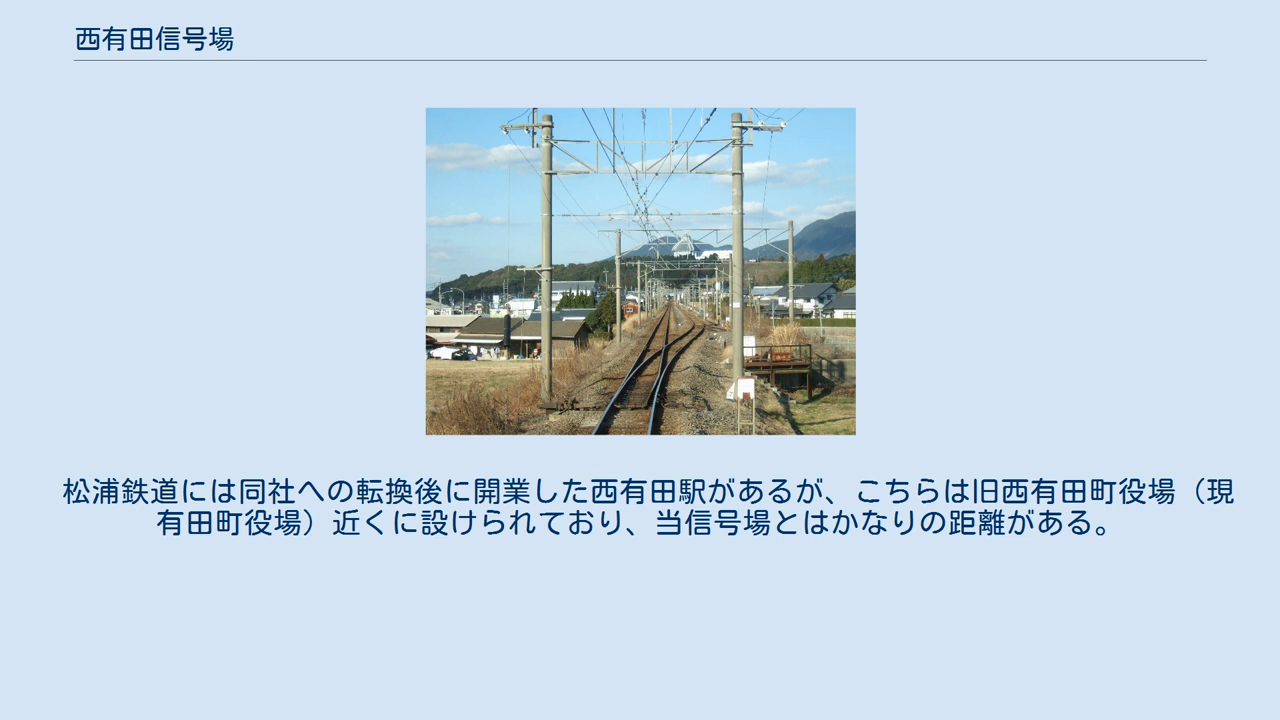 西有田信号場
松浦鉄道には同社への転換後に開業した西有田駅があるが、こちらは旧西有田町役場（現
有田町役場）近くに設けられており、当信号場とはかなりの距離がある。